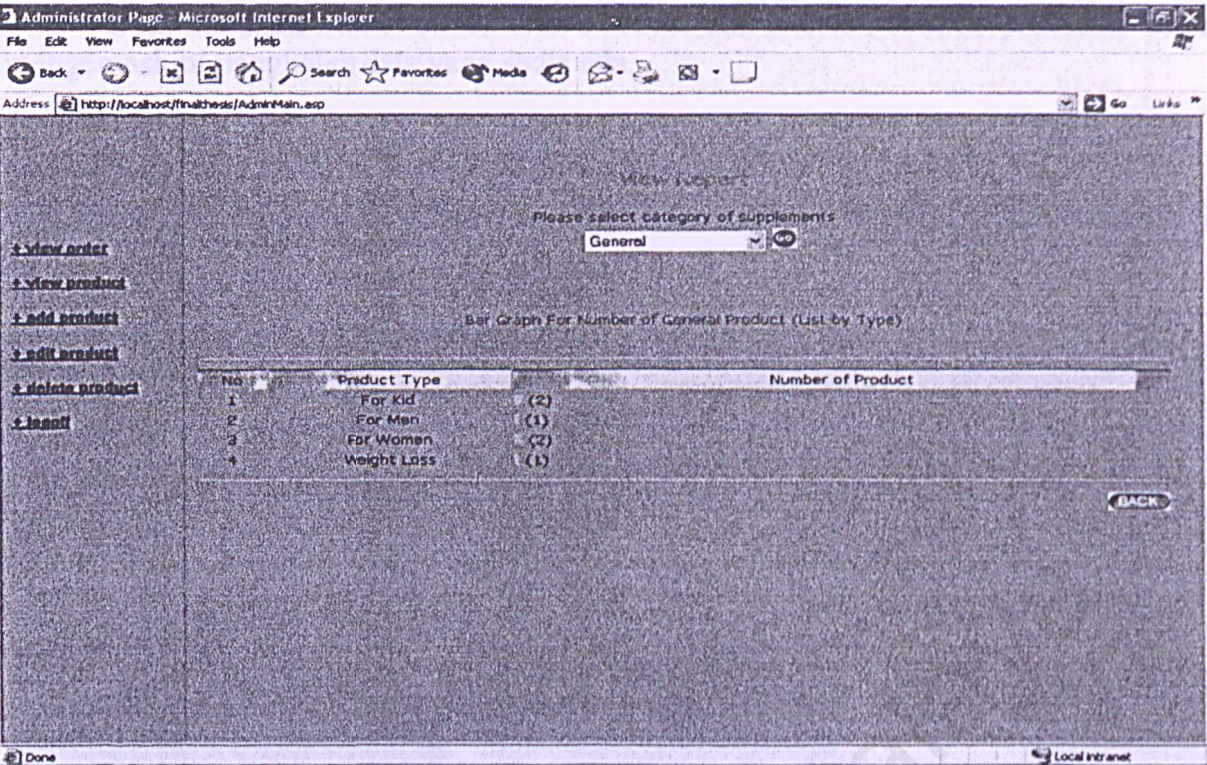 Administrator Page - Microsoft Internet Explorer
File Edit View Favorites Tools Help
Back Search Favorites Media
Address http://localhost/finalthesis/AdminMain.asp Go Links
View Report
Please select category of supplements
General GO
+ view order
+ view product
+ add product
+ edit product
+ delete product
+ logoff
Bar Graph For Number of General Product (List by Type)
No Product Type Number of Product
1 For Kid (2)
2 For Men (1)
3 For Women (2)
4 Weight Loss (1)
BACK
Done Local intranet